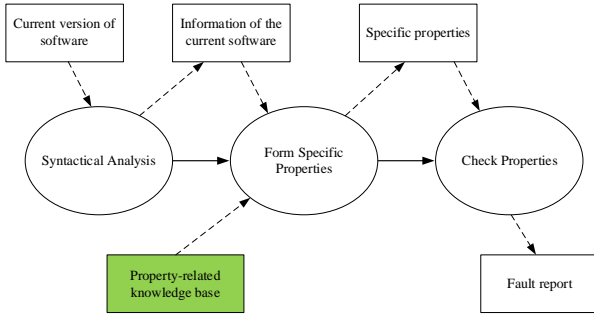 Current version of
software
Information of the
current software
Specific properties
Syntactical Analysis
Form Specific
Properties
Check Properties
Property-related
knowledge base
Fault report